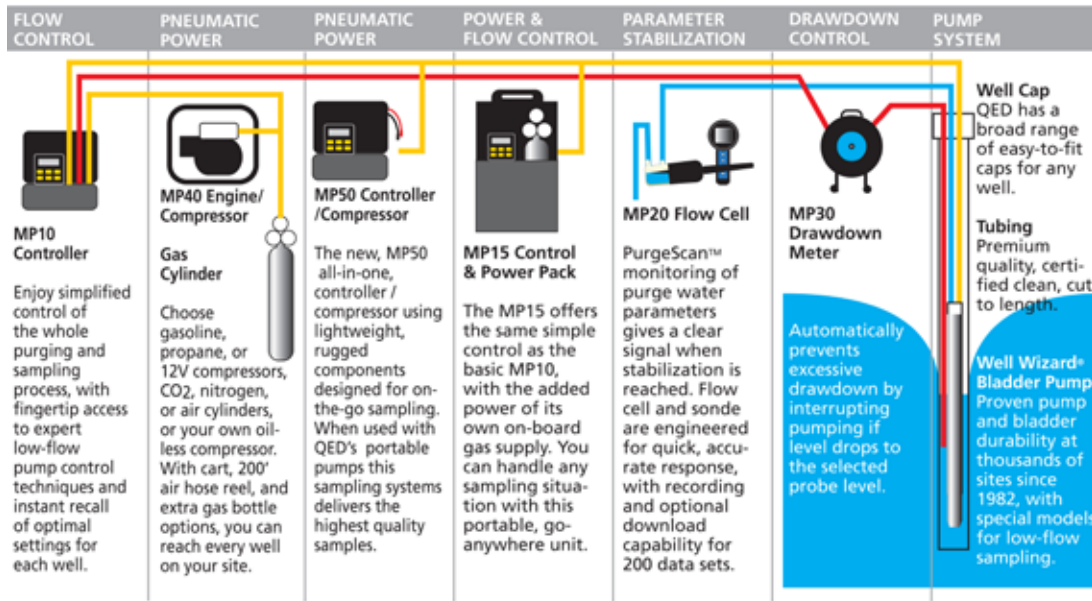 FLOW
CONTROL
PNEUMATIC
POWER
PNEUMATIC
POWER
POWER &
FLOW CONTROL
PARAMETER
STABILIZATION
DRAWDOWN
CONTROL
PUMP
SYSTEM
MP10
Controller
Enjoy simplified
control of
the whole
purging and
sampling
process, with
fingertip access
to expert
low-flow
pump control
techniques and
instant recall
of optimal
settings for
each well.
MP40 Engine/
Compressor
Gas
Cylinder
Choose
gasoline,
propane, or
12V compressors,
CO2, nitrogen,
or air cylinders,
or your own oil-
less compressor.
With cart, 200'
air hose reel, and
extra gas bottle
options, you can
reach every well
on your site.
MP50 Controller
/Compressor
The new, MP50
all-in-one,
controller /
compressor using
lightweight,
rugged
components
designed for on-
the-go sampling.
When used with
QED's portable
pumps this
sampling systems
delivers the
highest quality
samples.
MP15 Control
& Power Pack
The MP15 offers
the same simple
control as the
basic MP10,
with the added
power of its
own on-board
gas supply. You
can handle any
sampling situa-
tion with this
portable, go-
anywhere unit.
MP20 Flow Cell
PurgeScan™
monitoring of
purge water
parameters
gives a clear
signal when
stabilization is
reached. Flow
cell and sonde
are engineered
for quick, accu-
rate response,
with recording
and optional
download
capability for
200 data sets.
MP30
Drawdown
Meter
Automatically
prevents
excessive
drawdown by
interrupting
pumping if
level drops to
the selected
probe level.
Well Cap
QED has a
broad range
of easy-to-fit
caps for any
well.
Tubing
Premium
quality, certi-
fied clean, cut
to length.
Well Wizard®
Bladder Pump
Proven pump
and bladder
durability at
thousands of
sites since
1982, with
special models
for low-flow
sampling.